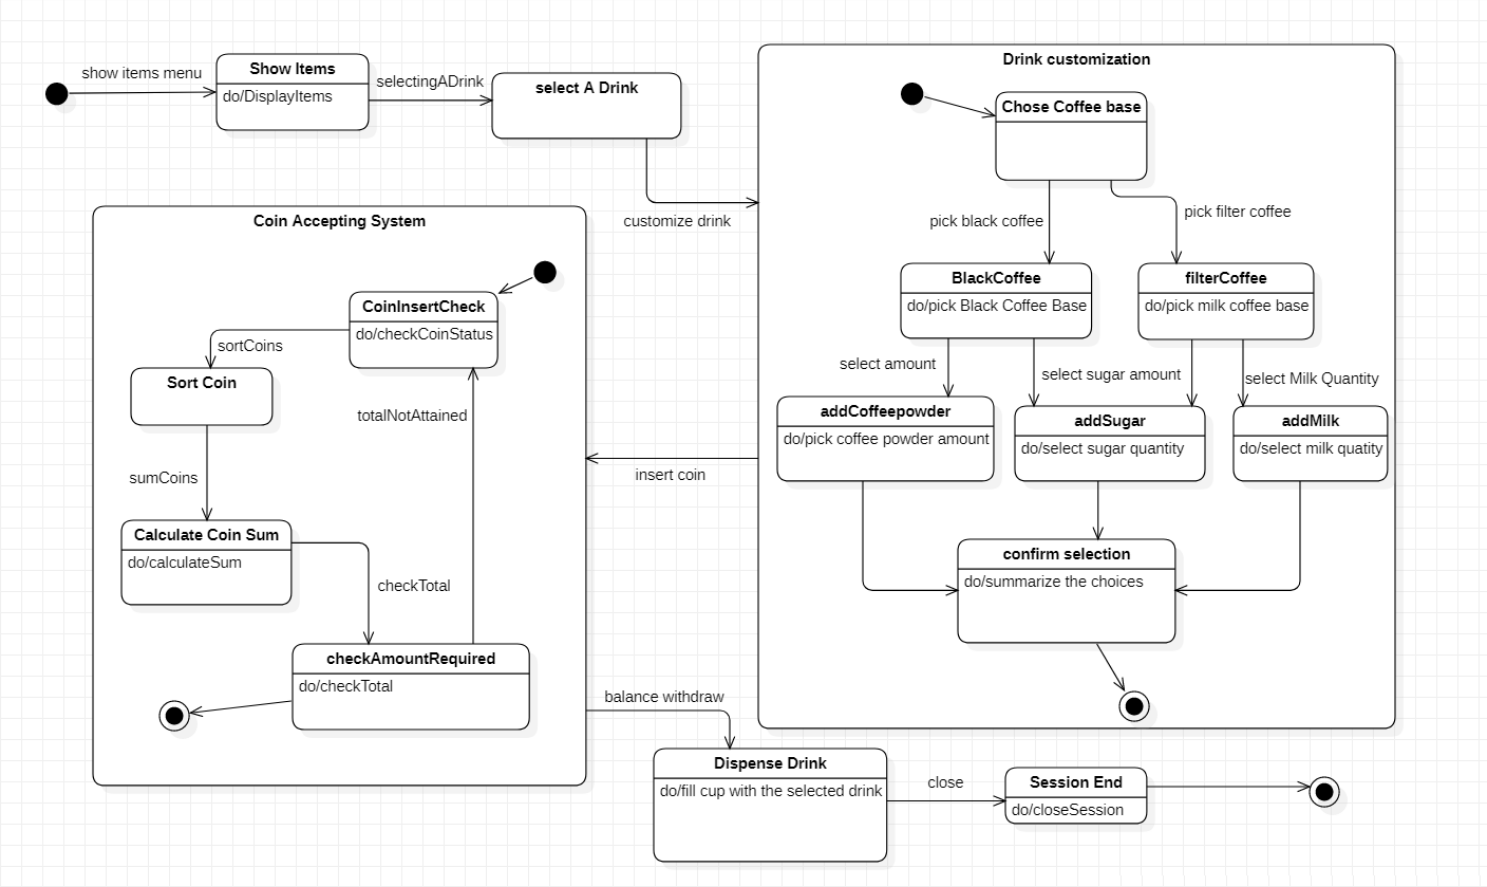 show items menu
Show Items
do/DisplayItems
selectingADrink
select A Drink
customize drink
Drink customization
Chose Coffee base
pick black coffee
pick filter coffee
BlackCoffee
do/pick Black Coffee Base
filterCoffee
do/pick milk coffee base
select amount
select sugar amount
select Milk Quantity
addCoffeepowder
do/pick coffee powder amount
addSugar
do/select sugar quantity
addMilk
do/select milk quatity
confirm selection
do/summarize the choices
insert coin
Coin Accepting System
CoinInsertCheck
do/checkCoinStatus
sortCoins
Sort Coin
totalNotAttained
sumCoins
Calculate Coin Sum
do/calculateSum
checkTotal
checkAmountRequired
do/checkTotal
balance withdraw
Dispense Drink
do/fill cup with the selected drink
close
Session End
do/closeSession